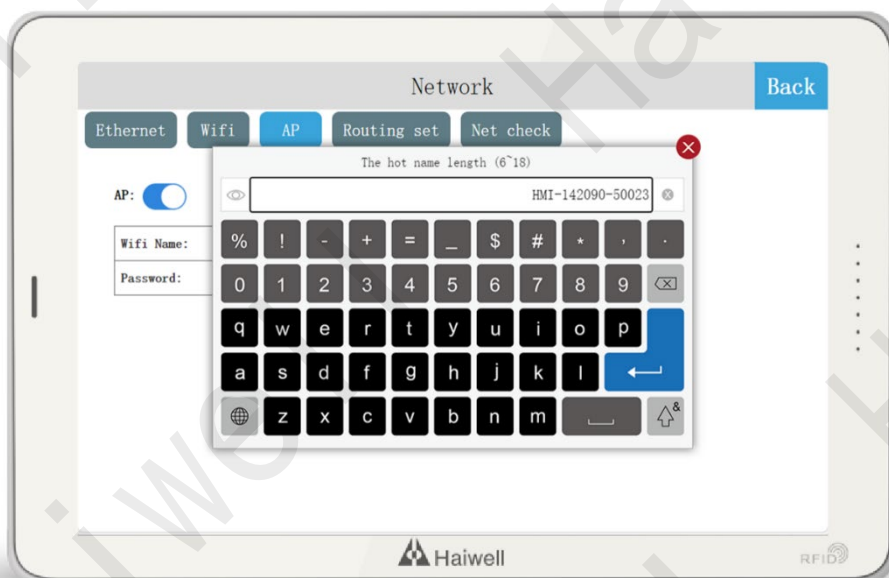 Network Back
Ethernet Wifi AP Routing set Net check
The hot name length (6~18)
AP:
HMI-142090-50023
Wifi Name:
Password:
% ! - + = _ $ # * , .
0 1 2 3 4 5 6 7 8 9
q w e r t y u i o p
a s d f g h j k l
z x c v b n m &
Haiwell
RFID